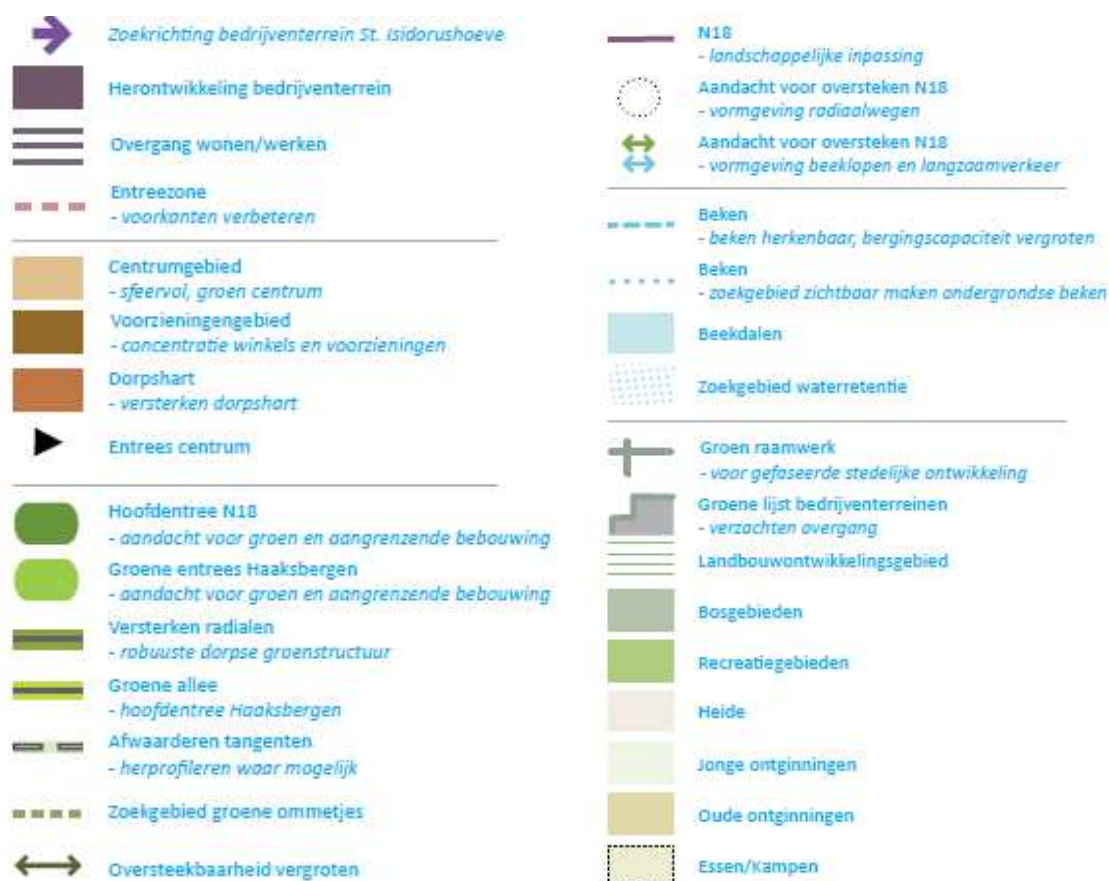 Zoekrichting bedrijventerrein St. Isidorushoeve
Herontwikkeling bedrijventerrein
Overgang wonen/werken
Entreezone
- voorkanten verbeteren
Centrumgebied
- sfeervol, groen centrum
Voorzieningengebied
- concentratie winkels en voorzieningen
Dorpshart
- versterken dorpshart
Entrees centrum
Hoofdentree N18
- aandacht voor groen en aangrenzende bebouwing
Groene entrees Haaksbergen
- aandacht voor groen en aangrenzende bebouwing
Versterken radialen
- robuuste dorpse groenstructuur
Groene allee
- hoofdentree Haaksbergen
Afwaarderen tangenten
- herprofileren waar mogelijk
Zoekgebied groene ommetjes
Oversteekbaarheid vergroten
N18
- landschappelijke inpassing
Aandacht voor oversteken N18
- vormgeving radiaalwegen
Aandacht voor oversteken N18
- vormgeving beeklopen en langzaamverkeer
Beken
- beken herkenbaar, bergingscapaciteit vergroten
Beken
- zoekgebied zichtbaar maken ondergrondse beken
Beekdalen
Zoekgebied waterretentie
Groen raamwerk
- voor gefaseerde stedelijke ontwikkeling
Groene lijst bedrijventerreinen
- verzachten overgang
Landbouwontwikkelingsgebied
Bosgebieden
Recreatiegebieden
Heide
Jonge ontginningen
Oude ontginningen
Essen/Kampen